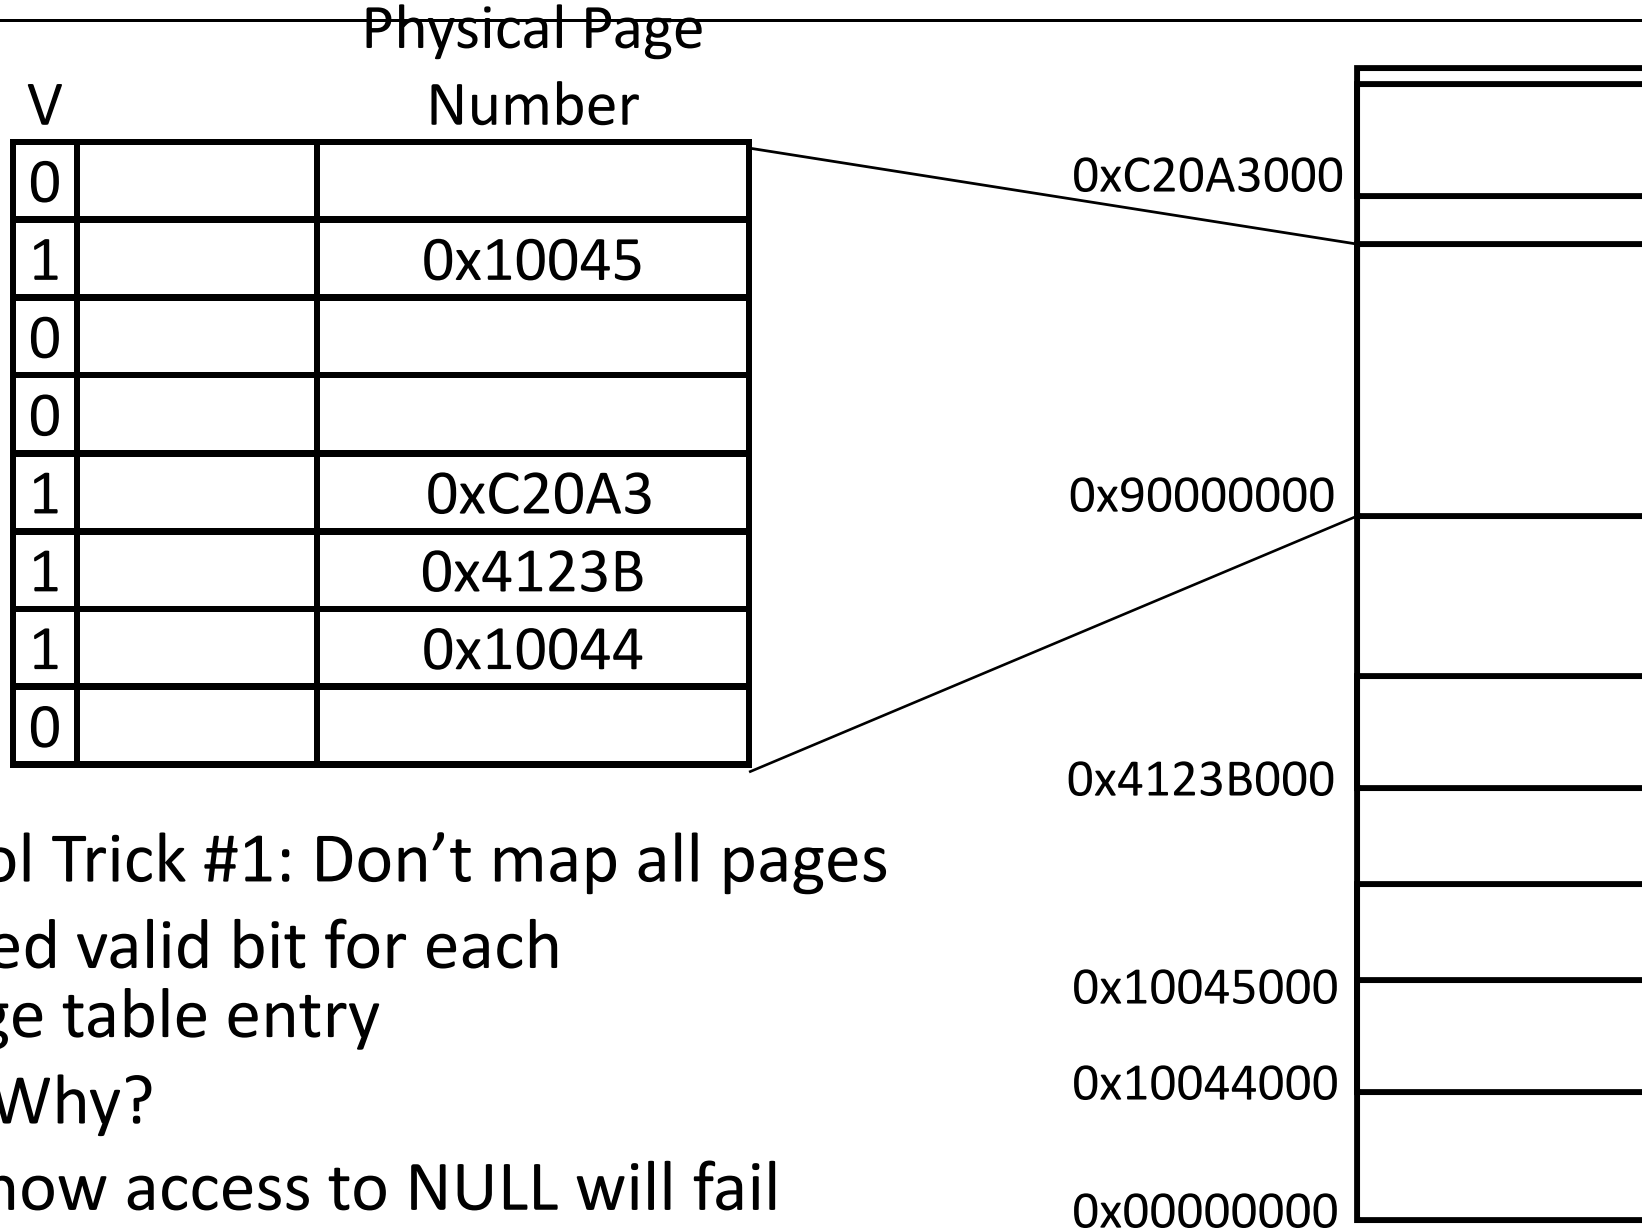 Physical Page
V Number
0
1 0x10045
0
0
1 0xC20A3
1 0x4123B
1 0x10044
0
0xC20A3000
0x90000000
0x4123B000
0x10045000
0x10044000
0x00000000
ol Trick #1: Don’t map all pages
ed valid bit for each
ge table entry
Why?
now access to NULL will fail